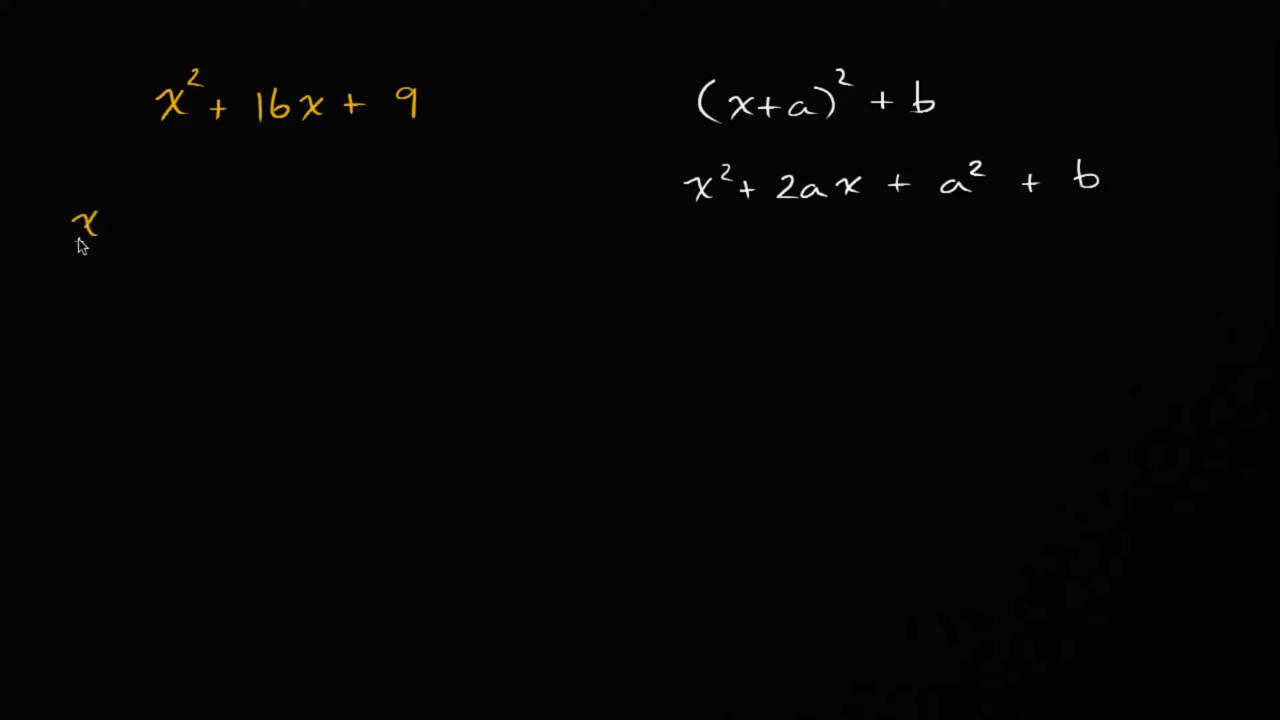 x² + 16x + 9
(x+a)² + b
x² + 2ax + a² + b
x